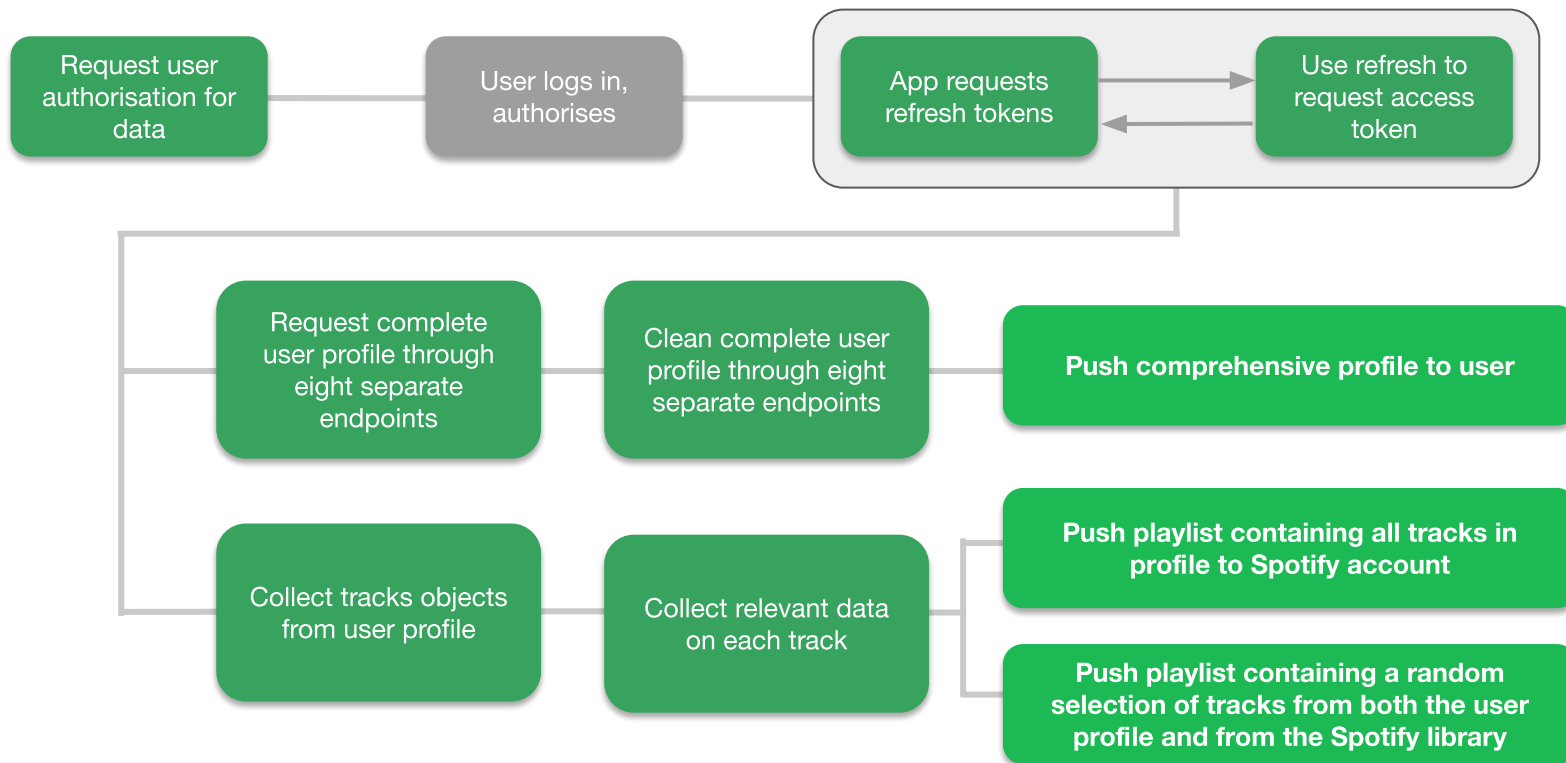 Request user
authorisation for
data
User logs in,
authorises
App requests
refresh tokens
Use refresh to
request access
token
Request complete
user profile through
eight separate
endpoints
Clean complete user
profile through eight
separate endpoints
Push comprehensive profile to user
Collect tracks objects
from user profile
Collect relevant data
on each track
Push playlist containing all tracks in
profile to Spotify account
Push playlist containing a random
selection of tracks from both the user
profile and from the Spotify library